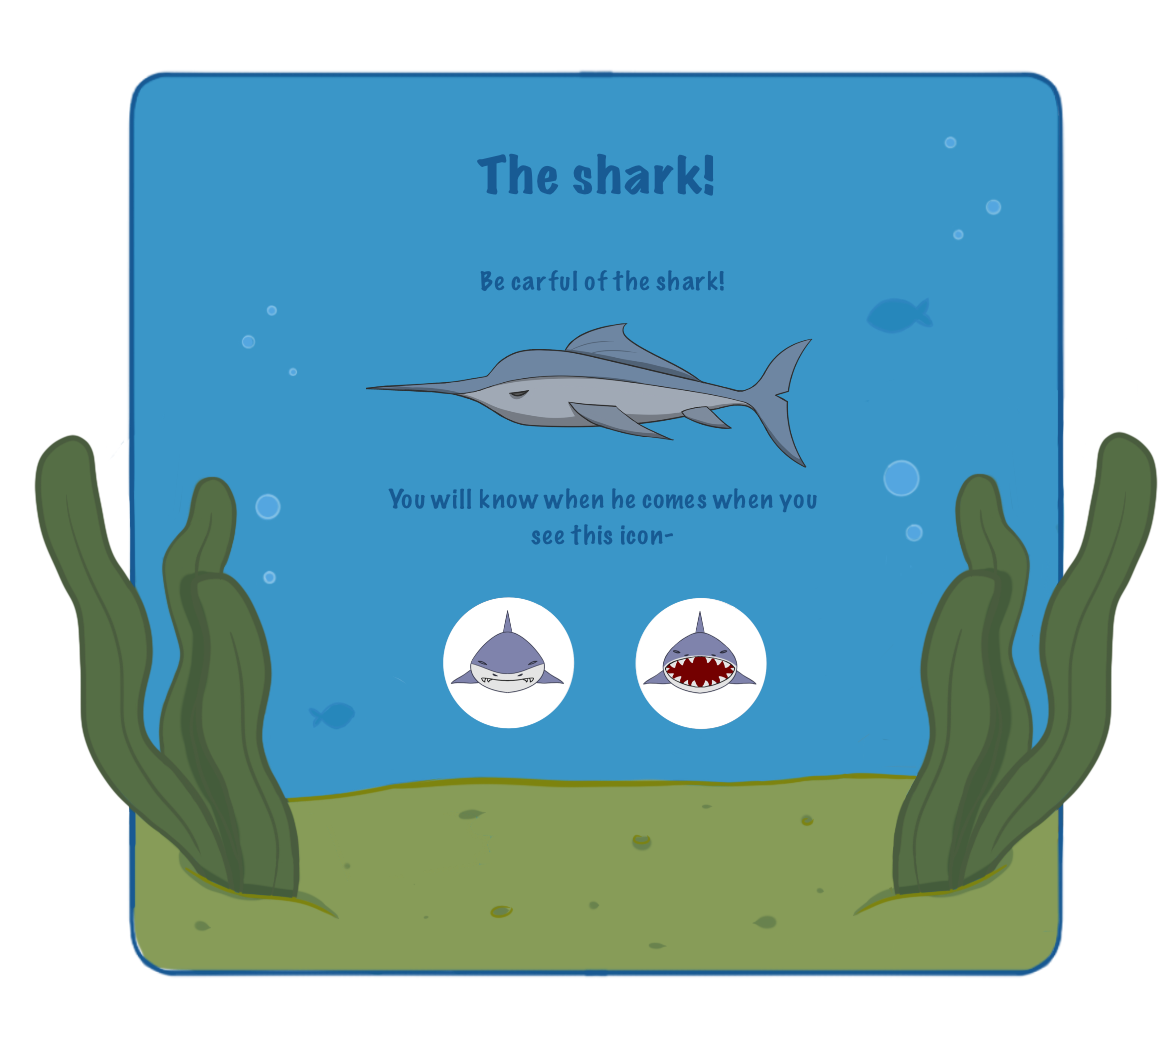 The shark!
Be carful of the shark!
You will know when he comes when you
see this icon-